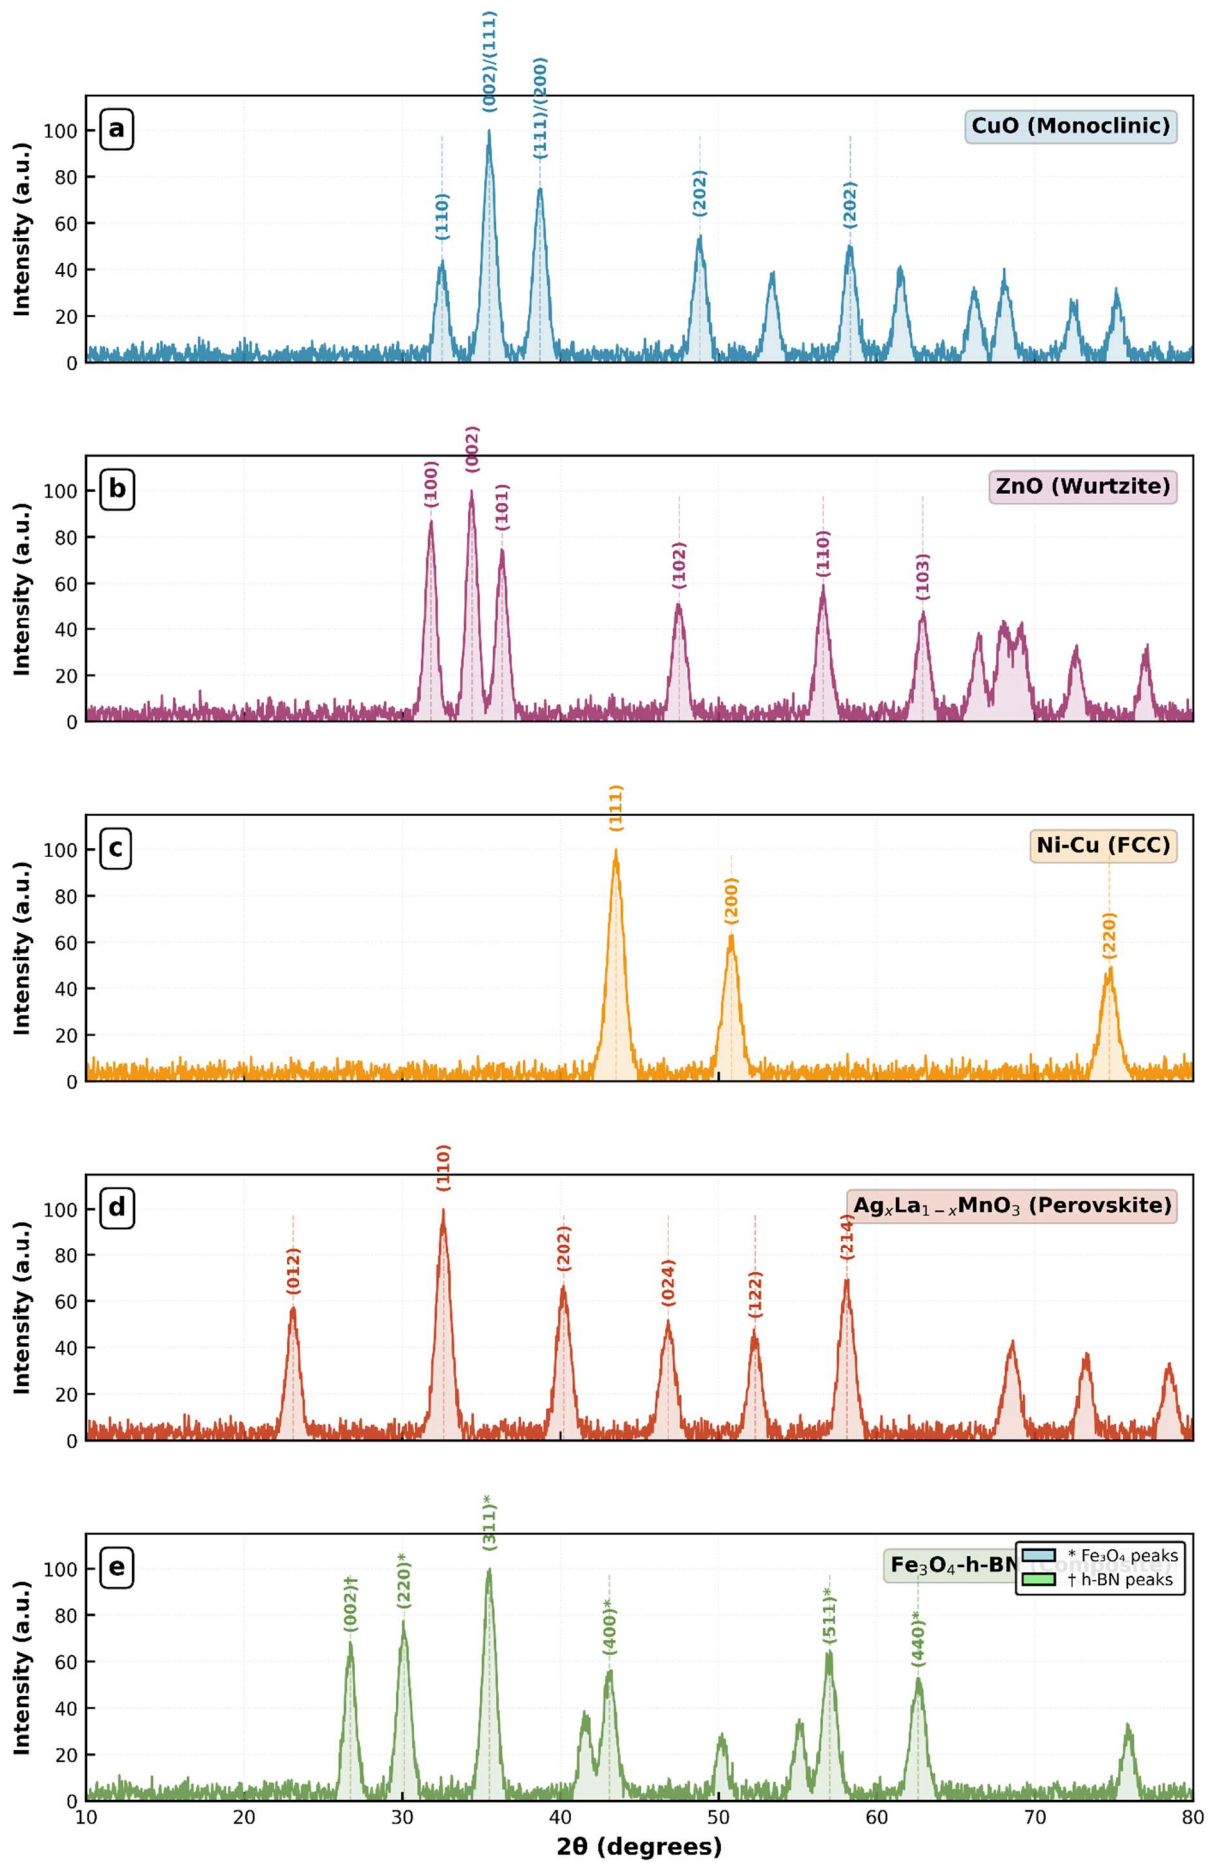 (002)/(111)
(111)/(200)
a
CuO (Monoclinic)
Intensity (a.u.)
100
80
60
40
20
0
(110)
(202)
(202)
(002)
b
ZnO (Wurtzite)
Intensity (a.u.)
100
80
60
40
20
0
(100)
(101)
(102)
(110)
(103)
(111)
c
Ni-Cu (FCC)
Intensity (a.u.)
100
80
60
40
20
0
(200)
(220)
(110)
d
AgₓLa₁₋ₓMnO₃ (Perovskite)
Intensity (a.u.)
100
80
60
40
20
0
(012)
(202)
(024)
(122)
(214)
(311)*
e
Fe₃O₄-h-BN
* Fe₃O₄ peaks
† h-BN peaks
Intensity (a.u.)
100
80
60
40
20
0
(002)†
(220)*
(400)*
(511)*
(440)*
10 20 30 40 50 60 70 80
2θ (degrees)